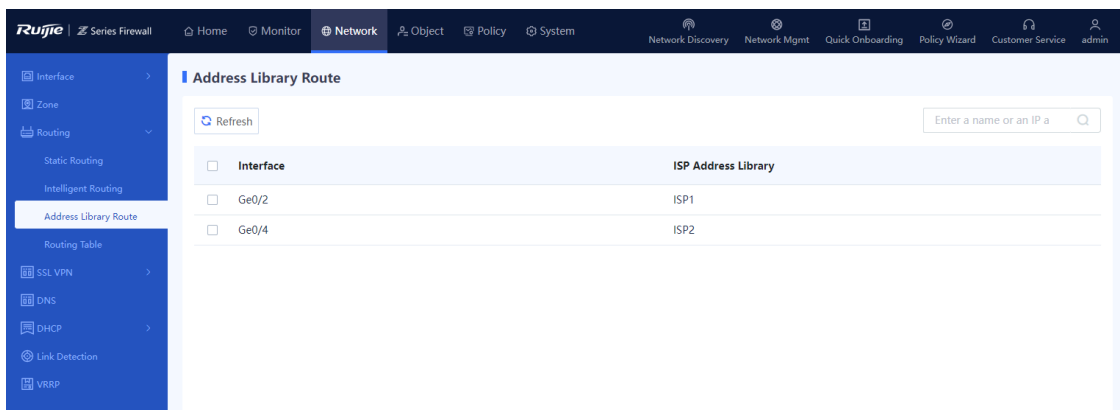 Ruijie | Z Series Firewall Home Monitor Network Object Policy System Network Discovery Network Mgmt Quick Onboarding Policy Wizard Customer Service admin
Interface
Zone
Routing
Static Routing
Intelligent Routing
Address Library Route
Routing Table
SSL VPN
DNS
DHCP
Link Detection
VRRP
Address Library Route
Refresh Enter a name or an IP a
Interface ISP Address Library
Ge0/2 ISP1
Ge0/4 ISP2